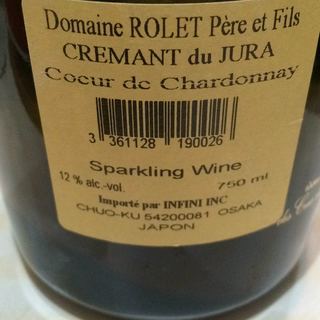 Domaine ROLET Père et Fils
CREMANT du JURA
Coeur de Chardonnay
3 361128 190026
Sparkling Wine
12 % alc.-vol. 750 ml
Importé par INFINI INC
CHUO-KU 54200081 OSAKA
JAPON